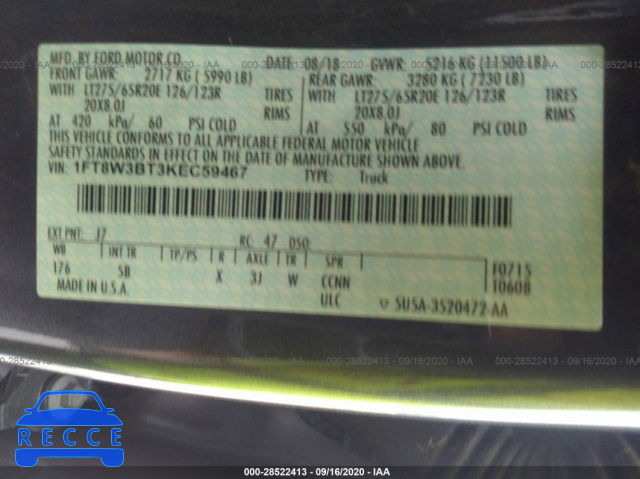 MFD. BY FORD MOTOR CO.
DATE: 08/18 GVWR: 5216 KG (11500 LB)
FRONT GAWR: 2717 KG (5990 LB)
REAR GAWR: 3280 KG (7230 LB)
LT275/65R20E 126/123R TIRES
LT275/65R20E 126/123R TIRES
20X8.0J RIMS
20X8.0J RIMS
AT 420 kPa/ 60 PSI COLD
AT 550 kPa/ 80 PSI COLD
THIS VEHICLE CONFORMS TO ALL APPLICABLE FEDERAL MOTOR VEHICLE
SAFETY STANDARDS IN EFFECT ON THE DATE OF MANUFACTURE SHOWN ABOVE.
VIN: 1FT8W3BT3KEC59467 TYPE: Truck
EXT PNT: J7 RC: 47 DSO:
WB INT TR TP/PS R AXLE TR SPR
176 SB X 3J W CCNN
F0715
T0608
MADE IN U.S.A. ULC
5U5A-3520472-AA
RECCE
000-28522413 - 09/16/2020 - IAA